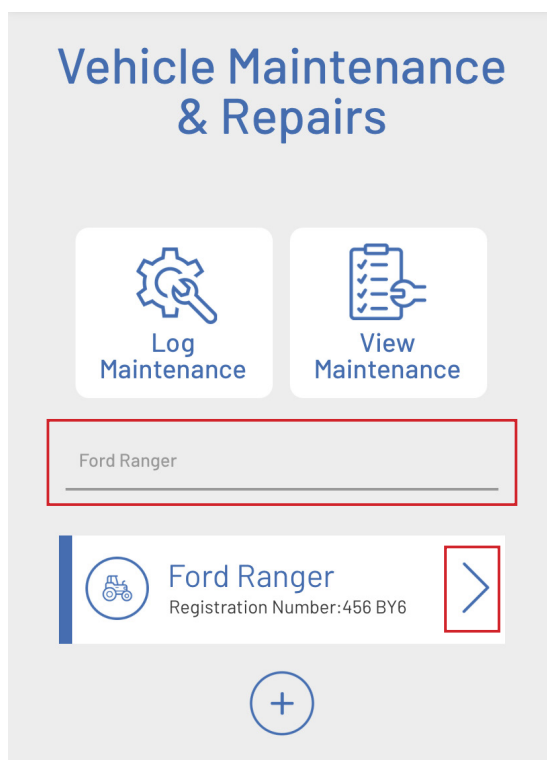 Vehicle Maintenance
& Repairs
Log
Maintenance
View
Maintenance
Ford Ranger
Ford Ranger
Registration Number:456 BY6